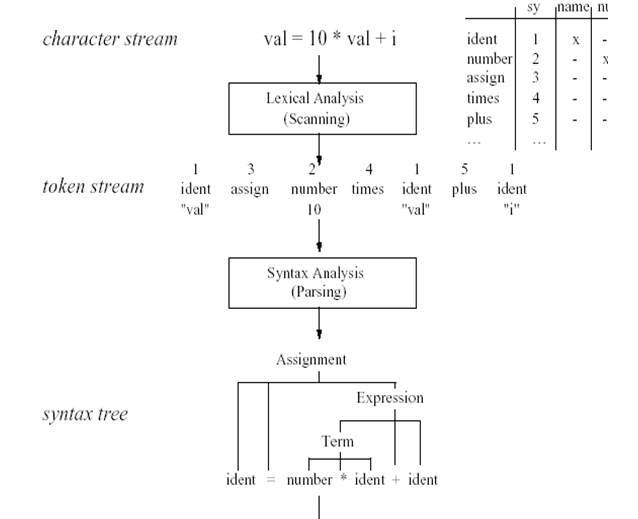 sy name nu
character stream val = 10 * val + i
ident 1 x -
number 2 - x
assign 3 - -
times 4 - -
plus 5 - -
... ...
Lexical Analysis
(Scanning)
1 3 2 4 1 5 1
token stream ident assign number times ident plus ident
"val" 10 "val" "i"
Syntax Analysis
(Parsing)
Assignment
Expression
syntax tree
Term
ident = number * ident + ident